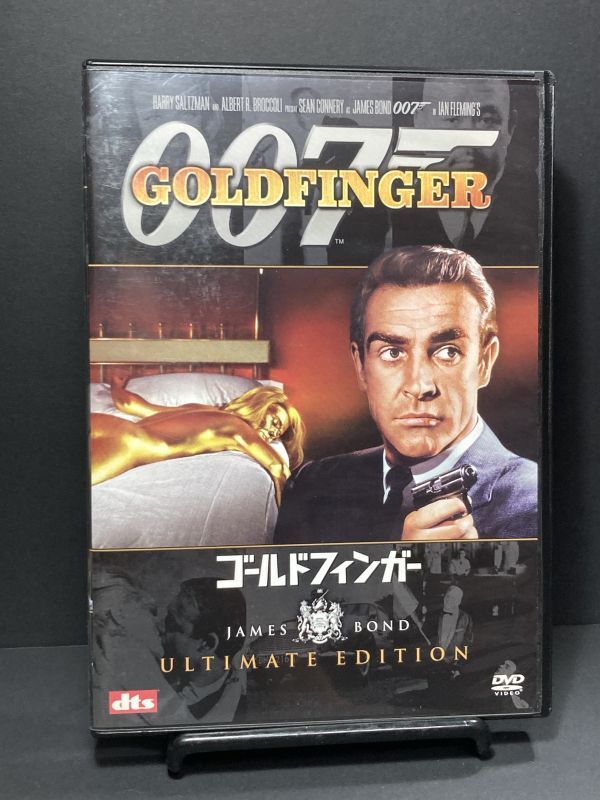 HARRY SALTZMAN AND ALBERT R. BROCCOLI PRESENT SEAN CONNERY AS JAMES BOND 007 IN IAN FLEMING'S
007
GOLDFINGER
TM
ゴールドフィンガー
JAMES BOND
ULTIMATE EDITION
dts
DVD
VIDEO